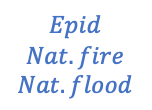 Epid
Nat. fire
Nat. flood